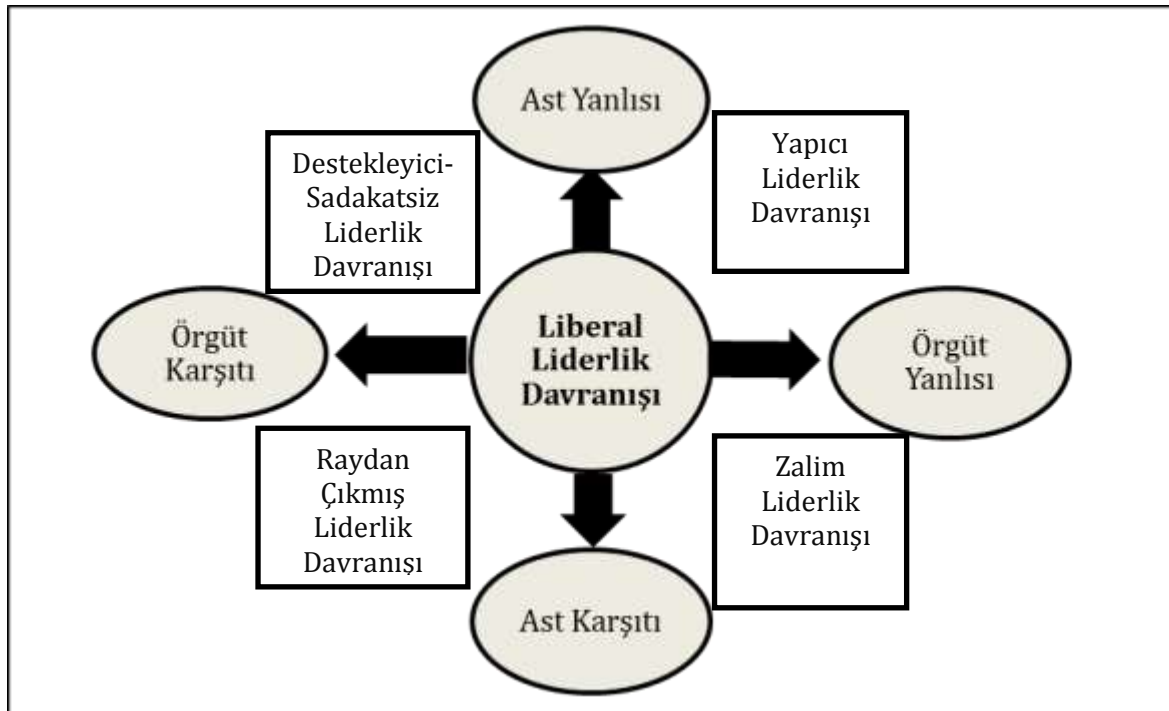 Ast Yanlısı
Destekleyici-
Sadakatsiz
Liderlik
Davranışı
Yapıcı
Liderlik
Davranışı
Örgüt
Karşıtı
Liberal
Liderlik
Davranışı
Örgüt
Yanlısı
Raydan
Çıkmış
Liderlik
Davranışı
Zalim
Liderlik
Davranışı
Ast Karşıtı